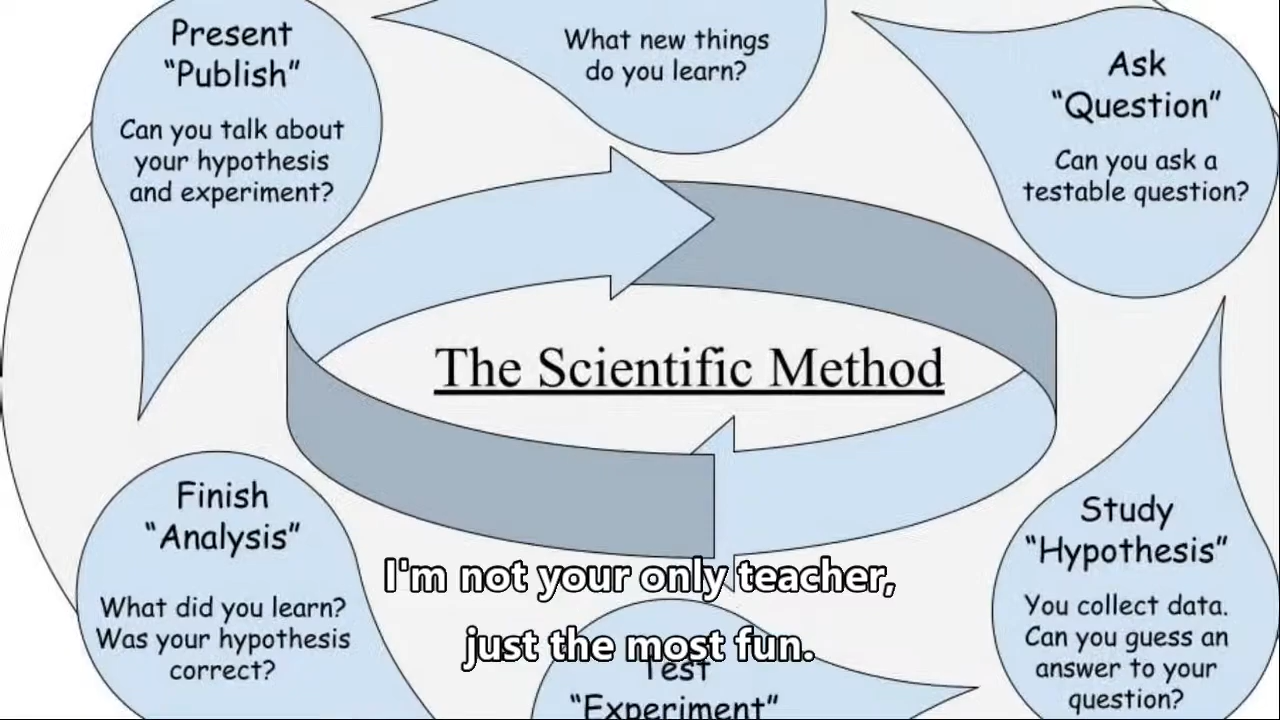 Present
“Publish”
Can you talk about
your hypothesis
and experiment?
What new things
do you learn?
Ask
“Question”
Can you ask a
testable question?
The Scientific Method
Finish
“Analysis”
What did you learn?
Was your hypothesis
correct?
Study
“Hypothesis”
You collect data.
Can you guess an
answer to your
question?
Test
“Experiment”
I'm not your only teacher,
just the most fun.